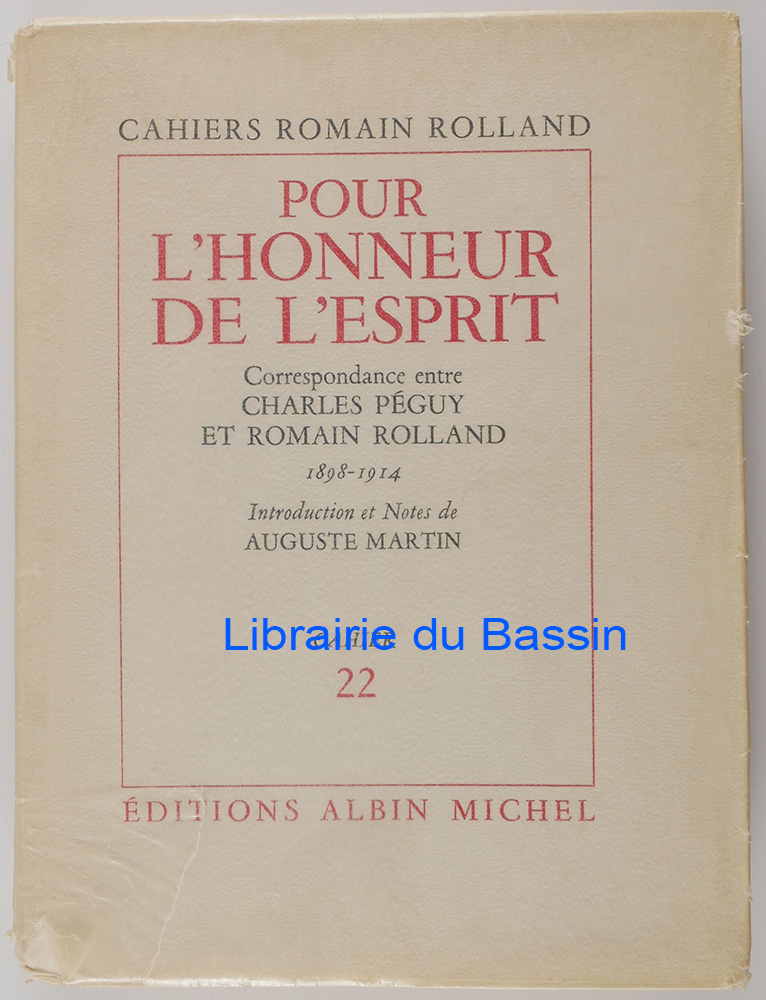 CAHIERS ROMAIN ROLLAND
POUR
L'HONNEUR
DE L'ESPRIT
Correspondance entre
CHARLES PÉGUY
ET ROMAIN ROLLAND
1898-1914
Introduction et Notes de
AUGUSTE MARTIN
Librairie du Bassin
22
ÉDITIONS ALBIN MICHEL